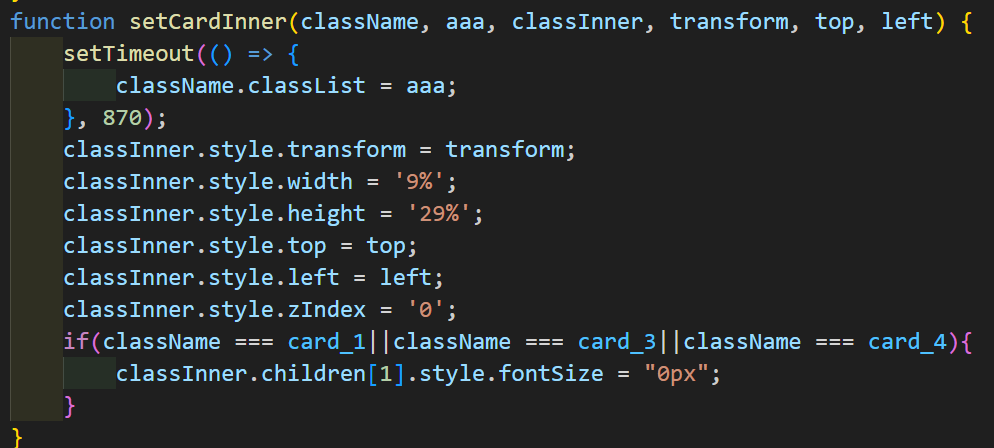 function setCardInner(className, aaa, classInner, transform, top, left) {
    setTimeout(() => {
        className.classList = aaa;
    }, 870);
    classInner.style.transform = transform;
    classInner.style.width = '9%';
    classInner.style.height = '29%';
    classInner.style.top = top;
    classInner.style.left = left;
    classInner.style.zIndex = '0';
    if(className === card_1||className === card_3||className === card_4){
        classInner.children[1].style.fontSize = "0px";
    }
}